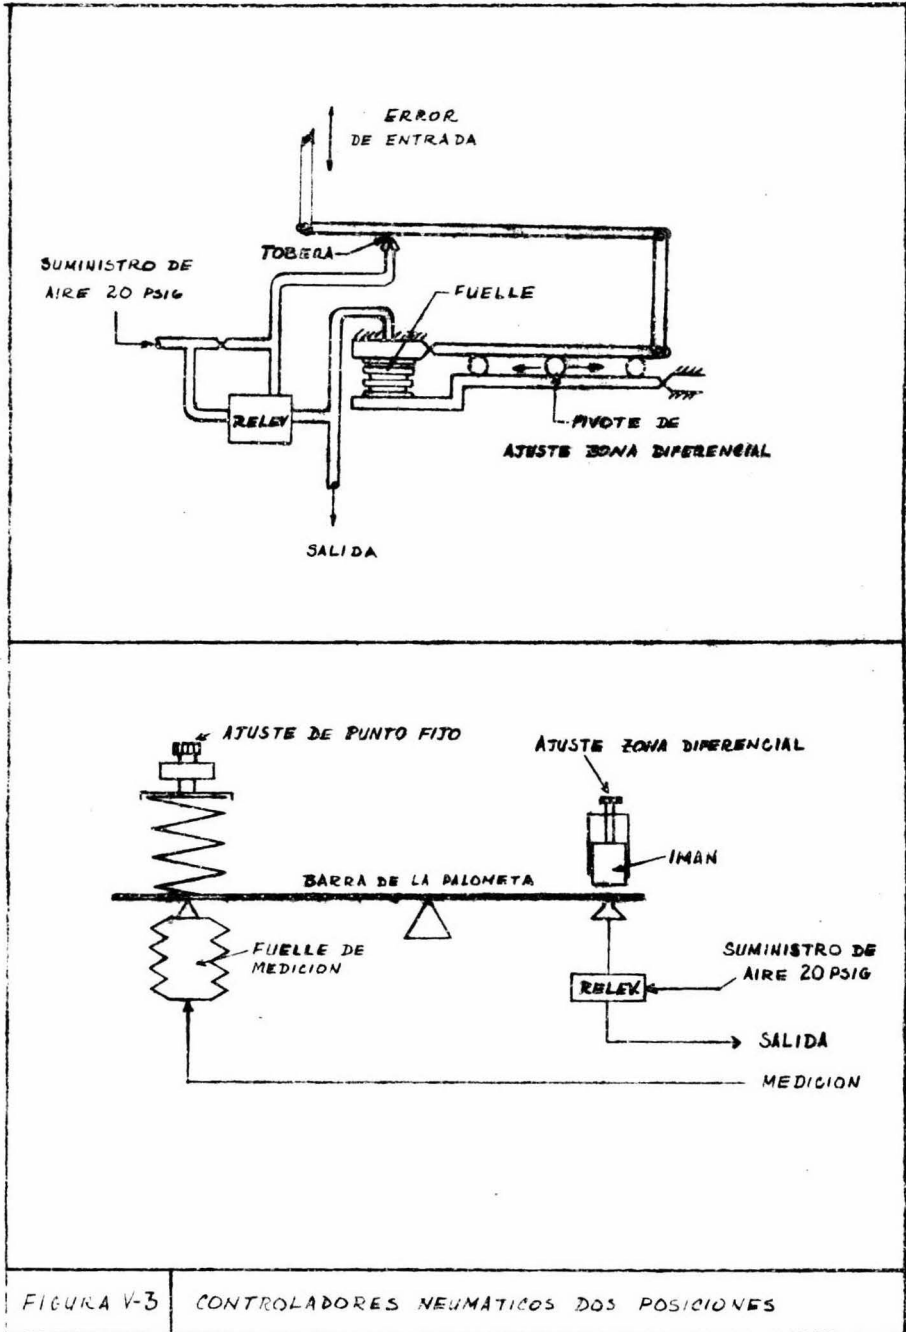 ERROR
DE ENTRADA
TOBERA
SUMINISTRO DE
AIRE 20 PSIG
FUELLE
RELEV
PIVOTE DE
AJUSTE ZONA DIFERENCIAL
SALIDA
AJUSTE DE PUNTO FIJO
AJUSTE ZONA DIFERENCIAL
IMAN
BARRA DE LA PALOMETA
FUELLE DE
MEDICION
SUMINISTRO DE
AIRE 20 PSIG
RELEV.
SALIDA
MEDICION
FIGURA V-3
CONTROLADORES NEUMATICOS DOS POSICIONES